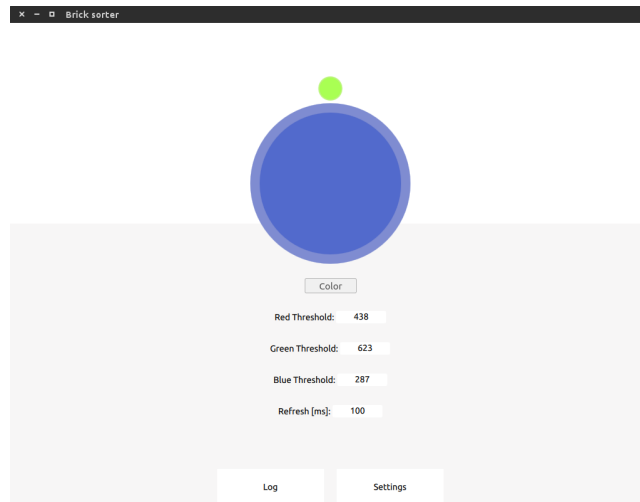 Brick sorter
Color
Red Threshold: 438
Green Threshold: 623
Blue Threshold: 287
Refresh [ms]: 100
Log Settings